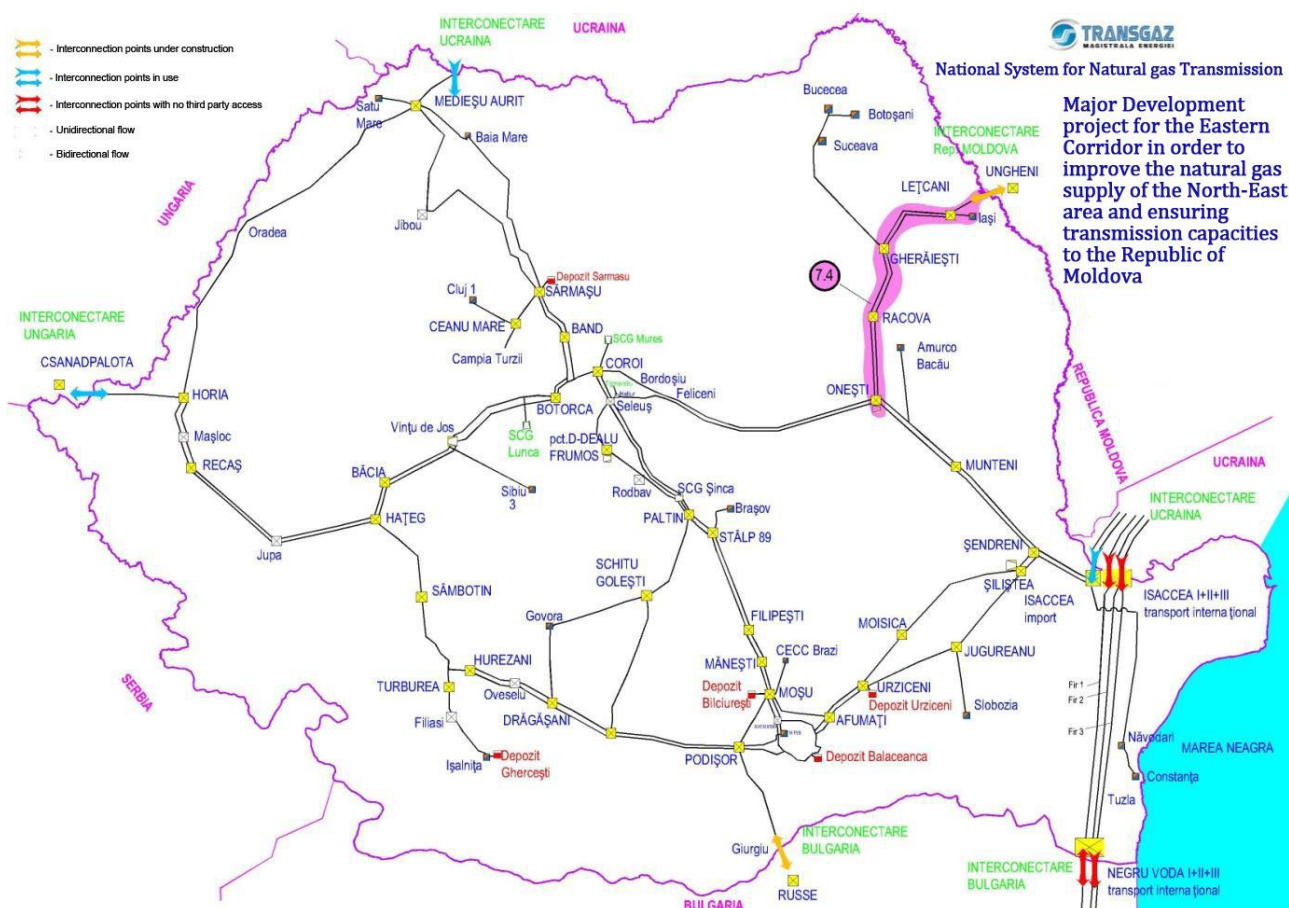 INTERCONECTARE
UCRAINA
UCRAINA
TRANSGAZ
MAGISTRALA ENERGIEI
- Interconnection points under construction
- Interconnection points in use
- Interconnection points with no third party access
- Unidirectional flow
- Bidirectional flow
National System for Natural gas Transmission
Major Development
project for the Eastern
Corridor in order to
improve the natural gas
supply of the North-East
area and ensuring
transmission capacities
to the Republic of
Moldova
Satu
Mare
MEDIEŞU AURIT
Baia Mare
Bucecea
Botoşani
Suceava
INTERCONECTARE
Rep. MOLDOVA
UNGHENI
LEŢCANI
Iaşi
UNGARIA
Oradea
Jibou
GHERĂIEŞTI
7.4
Depozit Sarmasu
SĂRMAŞU
Cluj 1
CEANU MARE
Campia Turzii
BAND
RACOVA
INTERCONECTARE
UNGARIA
CSANADPALOTA
SCG Mures
COROI
Bordoşiu
Feliceni
Amurco
Bacău
ONEŞTI
REPUBLICA MOLDOVA
HORIA
BOTORCA
Seleuş
Maşloc
Vinţu de Jos
SCG
Lunca
pct.D-DEALU
FRUMOS
RECAŞ
BĂCIA
Sibiu
3
Rodbav
SCG Şinca
MUNTENI
UCRAINA
INTERCONECTARE
UCRAINA
HAŢEG
PALTIN
Braşov
STÂLP 89
Jupa
ŞENDRENI
ŞILIŞTEA
ISACCEA
import
ISACCEA I+II+III
transport interna ţional
SÂMBOTIN
SCHITU
GOLEŞTI
Govora
FILIPEŞTI
MOISICA
CECC Brazi
MĂNEŞTI
JUGUREANU
HUREZANI
Oveselu
TURBUREA
Depozit
Bilciureşti
MOŞU
URZICENI
Depozit Urziceni
Slobozia
Fir 1
Fir 2
Fir 3
SERBIA
Filiasi
DRĂGĂŞANI
AFUMAŢI
Năvodari
MAREA NEAGRA
Işalniţa
Depozit
Gherceşti
PODIŞOR
Depozit Balaceanca
Constanţa
Tuzla
Giurgiu
INTERCONECTARE
BULGARIA
RUSSE
BULGARIA
INTERCONECTARE
BULGARIA
NEGRU VODA I+II+III
transport interna ţional